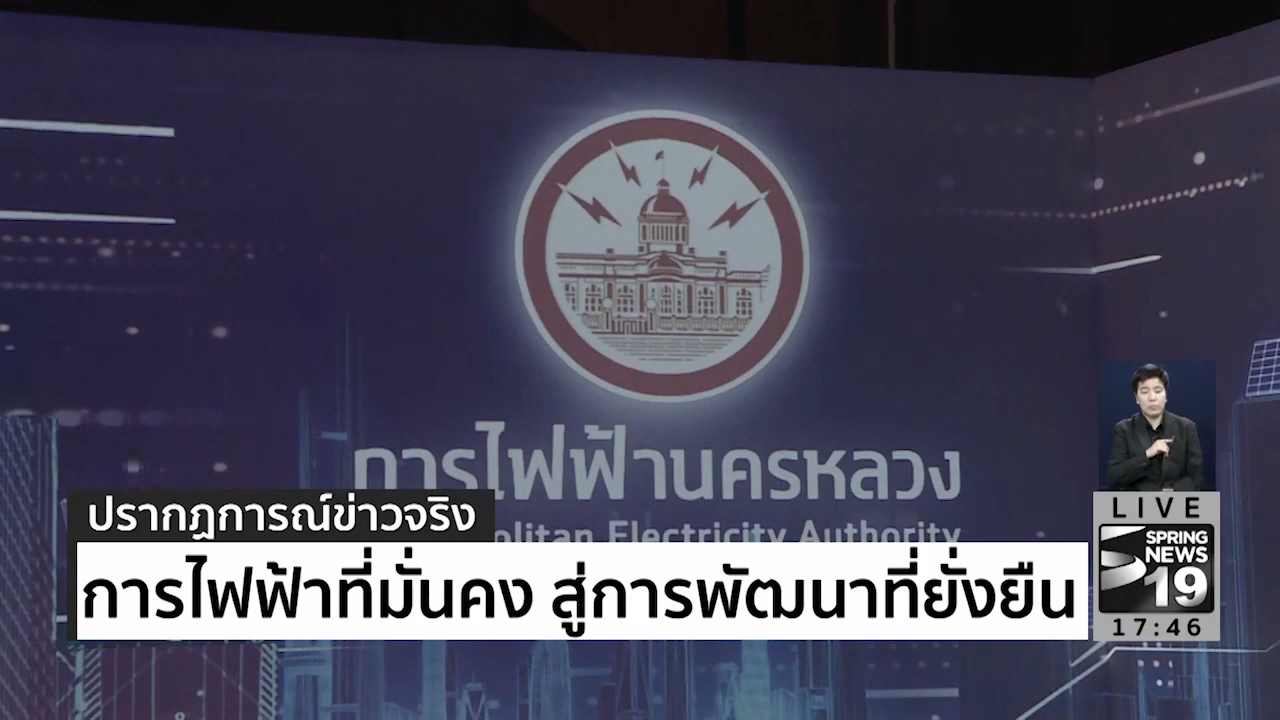 การไฟฟ้านครหลวง
politan Electricity Authority
ปรากฏการณ์ข่าวจริง
การไฟฟ้าที่มั่นคง สู่การพัฒนาที่ยั่งยืน
LIVE
SPRING
NEWS
19
17:46